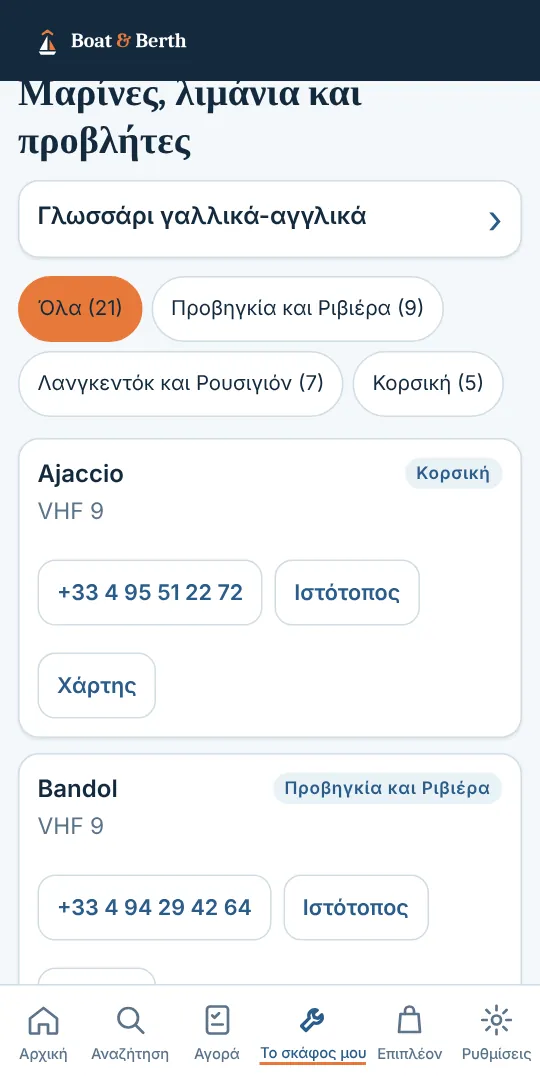 Boat & Berth
Μαρίνες, λιμάνια και
προβλήτες
Γλωσσάρι γαλλικά-αγγλικά
Όλα (21)
Προβηγκία και Ριβιέρα (9)
Λανγκεντόκ και Ρουσιγιόν (7)
Κορσική (5)
Ajaccio
Κορσική
VHF 9
+33 4 95 51 22 72
Ιστότοπος
Χάρτης
Bandol
Προβηγκία και Ριβιέρα
VHF 9
+33 4 94 29 42 64
Ιστότοπος
Αρχική
Αναζήτηση
Αγορά
Το σκάφος μου
Επιπλέον
Ρυθμίσεις